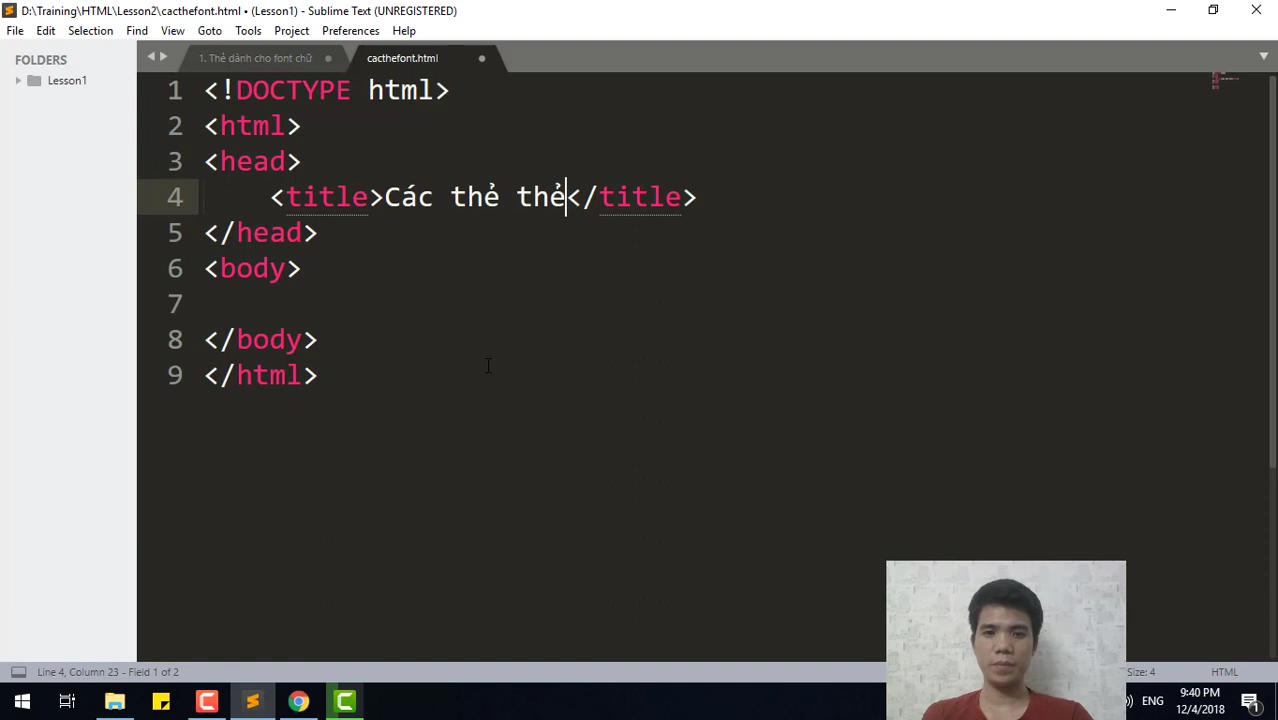 D:\Training\HTML\Lesson2\cacthefont.html • (Lesson1) - Sublime Text (UNREGISTERED)
File Edit Selection Find View Goto Tools Project Preferences Help
FOLDERS
Lesson1
1. Thẻ dành cho font chữ
cacthefont.html
1 <!DOCTYPE html>
2 <html>
3 <head>
4 <title>Các thẻ thẻ</title>
5 </head>
6 <body>
7
8 </body>
9 </html>
Line 4, Column 23 - Field 1 of 2
Size: 4
HTML
ENG
9:40 PM
12/4/2018
1